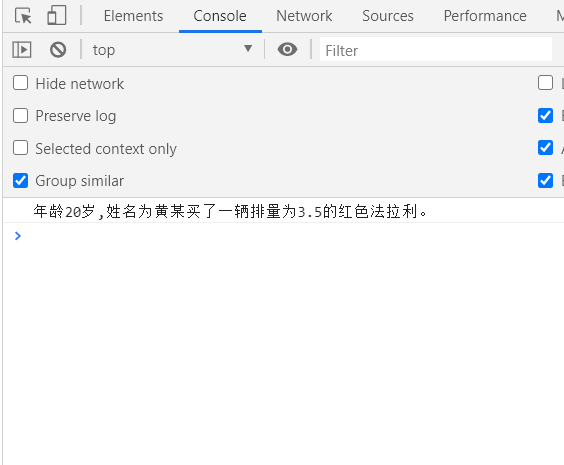 Elements Console Network Sources Performance
top Filter
Hide network
Preserve log
Selected context only
Group similar
年龄20岁,姓名为黄某买了一辆排量为3.5的红色法拉利。